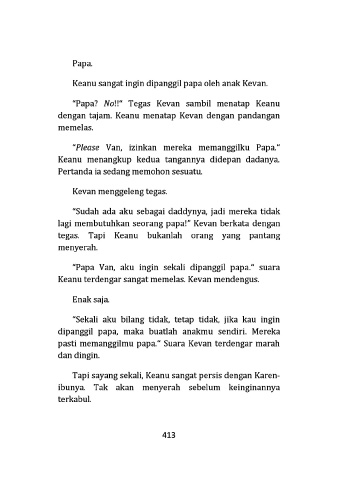 Papa.
Keanu sangat ingin dipanggil papa oleh anak Kevan.
“Papa? No!!” Tegas Kevan sambil menatap Keanu
dengan tajam. Keanu menatap Kevan dengan pandangan
memelas.
“Please Van, izinkan mereka memanggilku Papa.”
Keanu menangkup kedua tangannya didepan dadanya.
Pertanda ia sedang memohon sesuatu.
Kevan menggeleng tegas.
“Sudah ada aku sebagai daddynya, jadi mereka tidak
lagi membutuhkan seorang papa!” Kevan berkata dengan
tegas. Tapi Keanu bukanlah orang yang pantang
menyerah.
“Papa Van, aku ingin sekali dipanggil papa.” suara
Keanu terdengar sangat memelas. Kevan mendengus.
Enak saja.
“Sekali aku bilang tidak, tetap tidak, jika kau ingin
dipanggil papa, maka buatlah anakmu sendiri. Mereka
pasti memanggilmu papa.” Suara Kevan terdengar marah
dan dingin.
Tapi sayang sekali, Keanu sangat persis dengan Karen-
ibunya. Tak akan menyerah sebelum keinginannya
terkabul.
413